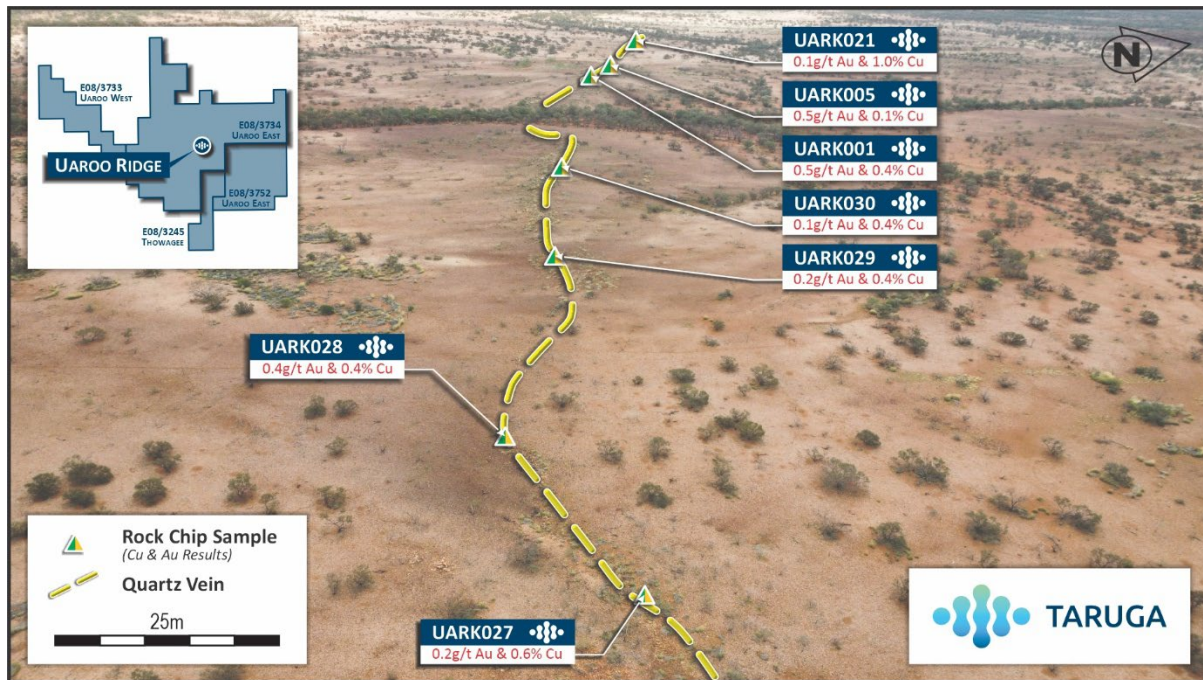 UARK021
0.1g/t Au & 1.0% Cu
N
E08/3733
UAROO WEST
UARK005
0.5g/t Au & 0.1% Cu
E08/3734
UAROO EAST
UAROO RIDGE
UARK001
0.5g/t Au & 0.4% Cu
E08/3752
UAROO EAST
UARK030
0.1g/t Au & 0.4% Cu
E08/3245
THOWAGEE
UARK029
0.2g/t Au & 0.4% Cu
UARK028
0.4g/t Au & 0.4% Cu
Rock Chip Sample
(Cu & Au Results)
Quartz Vein
25m
UARK027
0.2g/t Au & 0.6% Cu
TARUGA